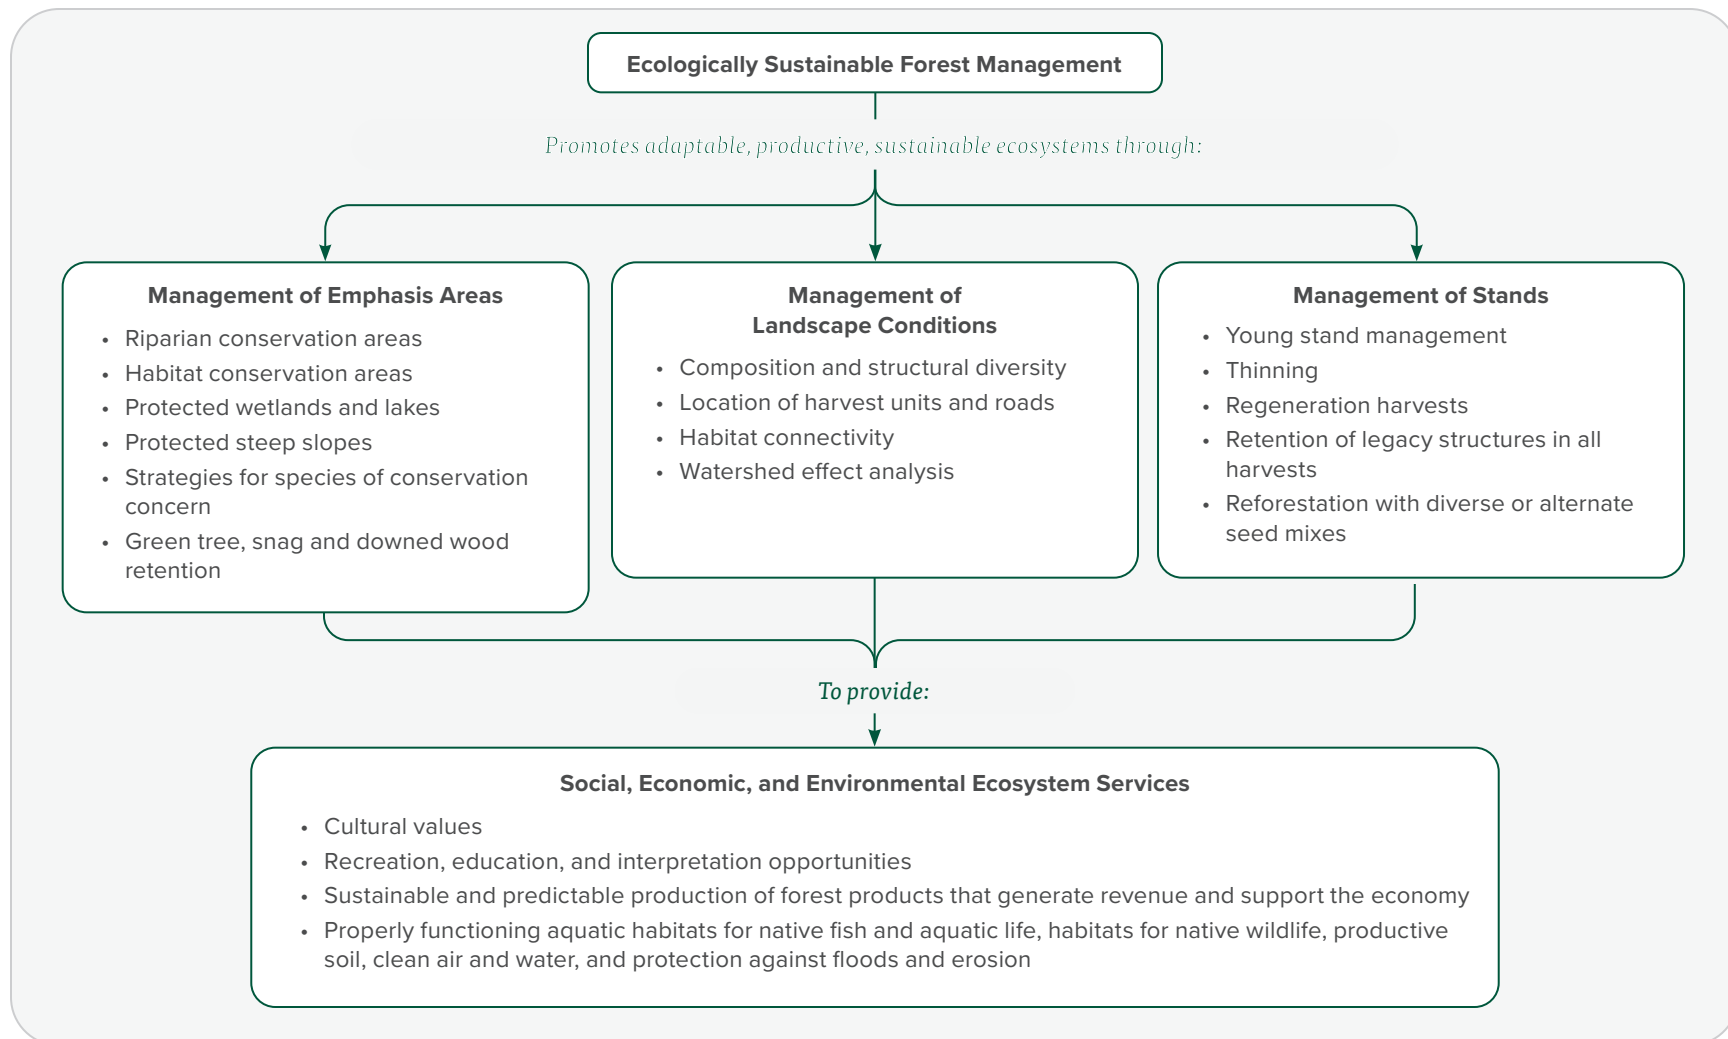 Ecologically Sustainable Forest Management
Promotes adaptable, productive, sustainable ecosystems through:
Management of Emphasis Areas
• Riparian conservation areas
• Habitat conservation areas
• Protected wetlands and lakes
• Protected steep slopes
• Strategies for species of conservation
concern
• Green tree, snag and downed wood
retention
Management of
Landscape Conditions
• Composition and structural diversity
• Location of harvest units and roads
• Habitat connectivity
• Watershed effect analysis
Management of Stands
• Young stand management
• Thinning
• Regeneration harvests
• Retention of legacy structures in all
harvests
• Reforestation with diverse or alternate
seed mixes
To provide:
Social, Economic, and Environmental Ecosystem Services
• Cultural values
• Recreation, education, and interpretation opportunities
• Sustainable and predictable production of forest products that generate revenue and support the economy
• Properly functioning aquatic habitats for native fish and aquatic life, habitats for native wildlife, productive
soil, clean air and water, and protection against floods and erosion